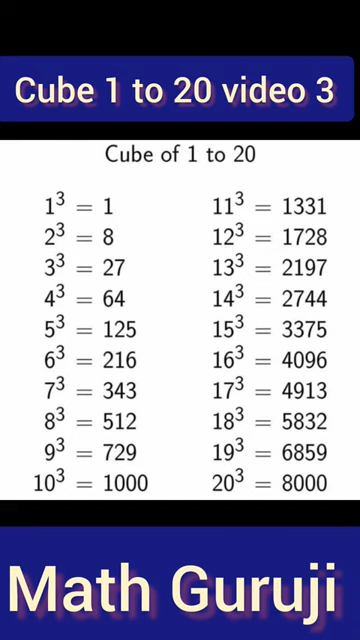 Cube 1 to 20 video 3
Cube of 1 to 20
1³ = 1
2³ = 8
3³ = 27
4³ = 64
5³ = 125
6³ = 216
7³ = 343
8³ = 512
9³ = 729
10³ = 1000
11³ = 1331
12³ = 1728
13³ = 2197
14³ = 2744
15³ = 3375
16³ = 4096
17³ = 4913
18³ = 5832
19³ = 6859
20³ = 8000
Math Guruji